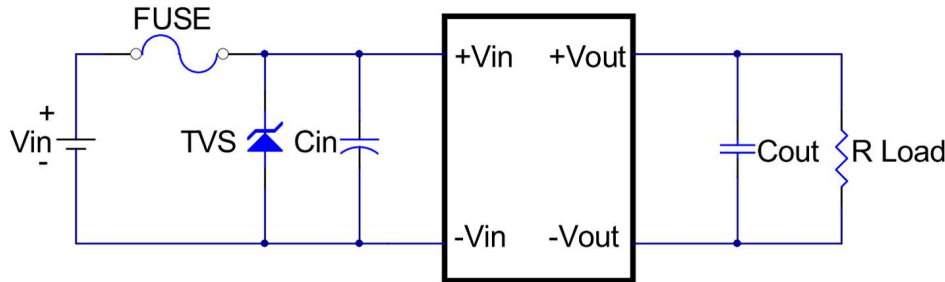 FUSE
+Vin +Vout
+
Vin
-
TVS Cin
Cout R Load
-Vin -Vout